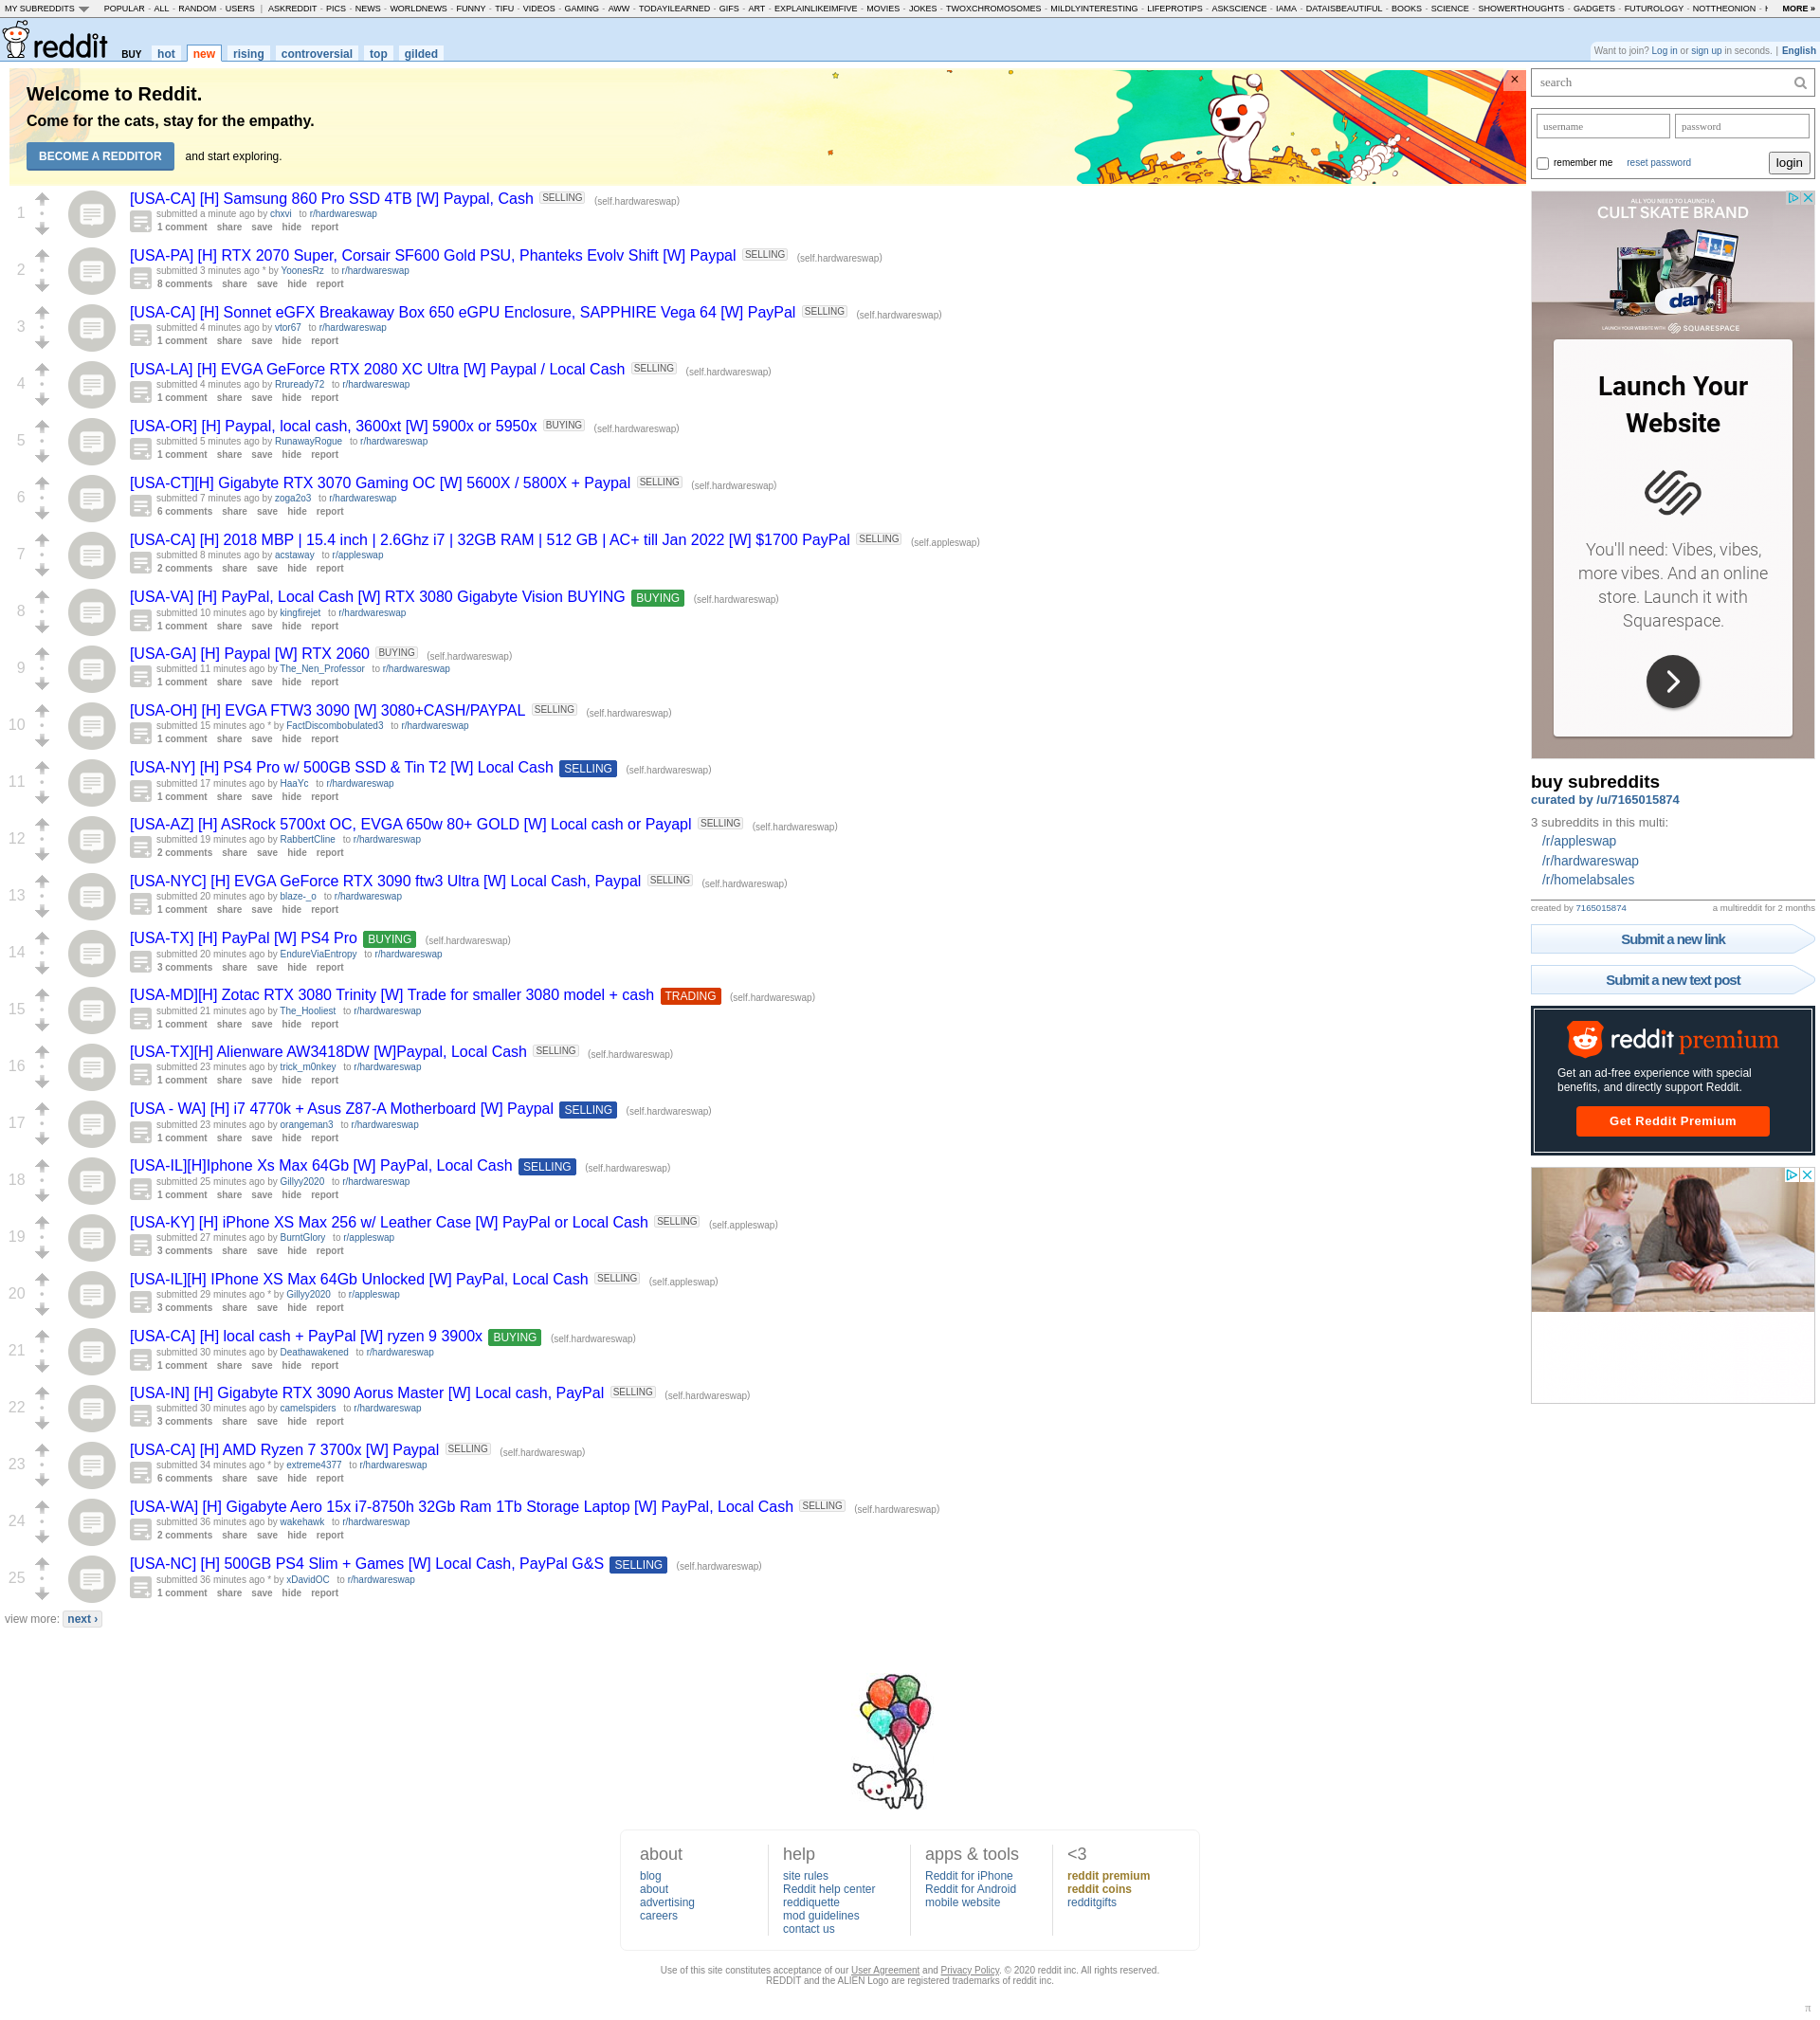 MY SUBREDDITS POPULAR - ALL - RANDOM - USERS | ASKREDDIT - PICS - NEWS - WORLDNEWS - FUNNY - TIFU - VIDEOS - GAMING - AWW - TODAYILEARNED - GIFS - ART - EXPLAINLIKEIMFIVE - MOVIES - JOKES - TWOXCHROMOSOMES - MILDLYINTERESTING - LIFEPROTIPS - ASKSCIENCE - IAMA - DATAISBEAUTIFUL - BOOKS - SCIENCE - SHOWERTHOUGHTS - GADGETS - FUTUROLOGY - NOTTHEONION - MORE »
reddit BUY hot new rising controversial top gilded
Want to join? Log in or sign up in seconds. | English
Welcome to Reddit.
Come for the cats, stay for the empathy.
BECOME A REDDITOR and start exploring.
×
1
[USA-CA] [H] Samsung 860 Pro SSD 4TB [W] Paypal, Cash SELLING (self.hardwareswap)
submitted a minute ago by chxvi to r/hardwareswap
1 comment share save hide report
2
[USA-PA] [H] RTX 2070 Super, Corsair SF600 Gold PSU, Phanteks Evolv Shift [W] Paypal SELLING (self.hardwareswap)
submitted 3 minutes ago * by YoonesRz to r/hardwareswap
8 comments share save hide report
3
[USA-CA] [H] Sonnet eGFX Breakaway Box 650 eGPU Enclosure, SAPPHIRE Vega 64 [W] PayPal SELLING (self.hardwareswap)
submitted 4 minutes ago by vtor67 to r/hardwareswap
1 comment share save hide report
4
[USA-LA] [H] EVGA GeForce RTX 2080 XC Ultra [W] Paypal / Local Cash SELLING (self.hardwareswap)
submitted 4 minutes ago by Rruready72 to r/hardwareswap
1 comment share save hide report
5
[USA-OR] [H] Paypal, local cash, 3600xt [W] 5900x or 5950x BUYING (self.hardwareswap)
submitted 5 minutes ago by RunawayRogue to r/hardwareswap
1 comment share save hide report
6
[USA-CT][H] Gigabyte RTX 3070 Gaming OC [W] 5600X / 5800X + Paypal SELLING (self.hardwareswap)
submitted 7 minutes ago by zoga2o3 to r/hardwareswap
6 comments share save hide report
7
[USA-CA] [H] 2018 MBP | 15.4 inch | 2.6Ghz i7 | 32GB RAM | 512 GB | AC+ till Jan 2022 [W] $1700 PayPal SELLING (self.appleswap)
submitted 8 minutes ago by acstaway to r/appleswap
2 comments share save hide report
8
[USA-VA] [H] PayPal, Local Cash [W] RTX 3080 Gigabyte Vision BUYING BUYING (self.hardwareswap)
submitted 10 minutes ago by kingfirejet to r/hardwareswap
1 comment share save hide report
9
[USA-GA] [H] Paypal [W] RTX 2060 BUYING (self.hardwareswap)
submitted 11 minutes ago by The_Nen_Professor to r/hardwareswap
1 comment share save hide report
10
[USA-OH] [H] EVGA FTW3 3090 [W] 3080+CASH/PAYPAL SELLING (self.hardwareswap)
submitted 15 minutes ago * by FactDiscombobulated3 to r/hardwareswap
1 comment share save hide report
11
[USA-NY] [H] PS4 Pro w/ 500GB SSD & Tin T2 [W] Local Cash SELLING (self.hardwareswap)
submitted 17 minutes ago by HaaYc to r/hardwareswap
1 comment share save hide report
12
[USA-AZ] [H] ASRock 5700xt OC, EVGA 650w 80+ GOLD [W] Local cash or Payapl SELLING (self.hardwareswap)
submitted 19 minutes ago by RabbertCline to r/hardwareswap
2 comments share save hide report
13
[USA-NYC] [H] EVGA GeForce RTX 3090 ftw3 Ultra [W] Local Cash, Paypal SELLING (self.hardwareswap)
submitted 20 minutes ago by blaze-_o to r/hardwareswap
1 comment share save hide report
14
[USA-TX] [H] PayPal [W] PS4 Pro BUYING (self.hardwareswap)
submitted 20 minutes ago by EndureViaEntropy to r/hardwareswap
3 comments share save hide report
15
[USA-MD][H] Zotac RTX 3080 Trinity [W] Trade for smaller 3080 model + cash TRADING (self.hardwareswap)
submitted 21 minutes ago by The_Hooliest to r/hardwareswap
1 comment share save hide report
16
[USA-TX][H] Alienware AW3418DW [W]Paypal, Local Cash SELLING (self.hardwareswap)
submitted 23 minutes ago by trick_m0nkey to r/hardwareswap
1 comment share save hide report
17
[USA - WA] [H] i7 4770k + Asus Z87-A Motherboard [W] Paypal SELLING (self.hardwareswap)
submitted 23 minutes ago by orangeman3 to r/hardwareswap
1 comment share save hide report
18
[USA-IL][H]Iphone Xs Max 64Gb [W] PayPal, Local Cash SELLING (self.hardwareswap)
submitted 25 minutes ago by Gillyy2020 to r/hardwareswap
1 comment share save hide report
19
[USA-KY] [H] iPhone XS Max 256 w/ Leather Case [W] PayPal or Local Cash SELLING (self.appleswap)
submitted 27 minutes ago by BurntGlory to r/appleswap
3 comments share save hide report
20
[USA-IL][H] IPhone XS Max 64Gb Unlocked [W] PayPal, Local Cash SELLING (self.appleswap)
submitted 29 minutes ago * by Gillyy2020 to r/appleswap
3 comments share save hide report
21
[USA-CA] [H] local cash + PayPal [W] ryzen 9 3900x BUYING (self.hardwareswap)
submitted 30 minutes ago by Deathawakened to r/hardwareswap
1 comment share save hide report
22
[USA-IN] [H] Gigabyte RTX 3090 Aorus Master [W] Local cash, PayPal SELLING (self.hardwareswap)
submitted 30 minutes ago by camelspiders to r/hardwareswap
3 comments share save hide report
23
[USA-CA] [H] AMD Ryzen 7 3700x [W] Paypal SELLING (self.hardwareswap)
submitted 34 minutes ago * by extreme4377 to r/hardwareswap
6 comments share save hide report
24
[USA-WA] [H] Gigabyte Aero 15x i7-8750h 32Gb Ram 1Tb Storage Laptop [W] PayPal, Local Cash SELLING (self.hardwareswap)
submitted 36 minutes ago by wakehawk to r/hardwareswap
2 comments share save hide report
25
[USA-NC] [H] 500GB PS4 Slim + Games [W] Local Cash, PayPal G&S SELLING (self.hardwareswap)
submitted 36 minutes ago * by xDavidOC to r/hardwareswap
1 comment share save hide report
view more: next ›
search
username password
remember me reset password login
ALL YOU NEED TO LAUNCH A
CULT SKATE BRAND
dang
LAUNCH YOUR WEBSITE WITH SQUARESPACE
Launch Your
Website
You'll need: Vibes, vibes,
more vibes. And an online
store. Launch it with
Squarespace.
buy subreddits
curated by /u/7165015874
3 subreddits in this multi:
/r/appleswap
/r/hardwareswap
/r/homelabsales
created by 7165015874 a multireddit for 2 months
Submit a new link
Submit a new text post
reddit premium
Get an ad-free experience with special
benefits, and directly support Reddit.
Get Reddit Premium
about
blog
about
advertising
careers
help
site rules
Reddit help center
reddiquette
mod guidelines
contact us
apps & tools
Reddit for iPhone
Reddit for Android
mobile website
<3
reddit premium
reddit coins
redditgifts
Use of this site constitutes acceptance of our User Agreement and Privacy Policy. © 2020 reddit inc. All rights reserved.
REDDIT and the ALIEN Logo are registered trademarks of reddit inc.
π